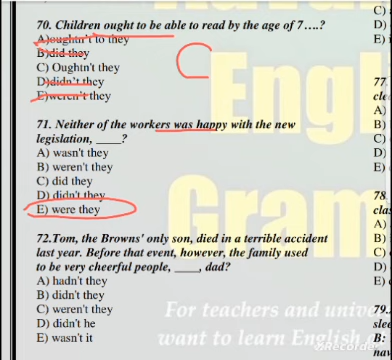 70. Children ought to be able to read by the age of 7….?
A)oughtn't to they
B)did they
C) Oughtn't they
D)didn't they
E)weren't they
71. Neither of the workers was happy with the new
legislation, ____?
A) wasn't they
B) weren't they
C) did they
D) didn't they
E) were they
72.Tom, the Browns' only son, died in a terrible accident
last year. Before that event, however, the family used
to be very cheerful people, ____, dad?
A) hadn't they
B) didn't they
C) weren't they
D) didn't he
E) wasn't it
C)
D)
E)
77
A)
B)
C)
D)
E)
78
clas
A)
B)
C)
D)
E)
79.
B:
Eng
Gram
For teachers and unive
want to learn English